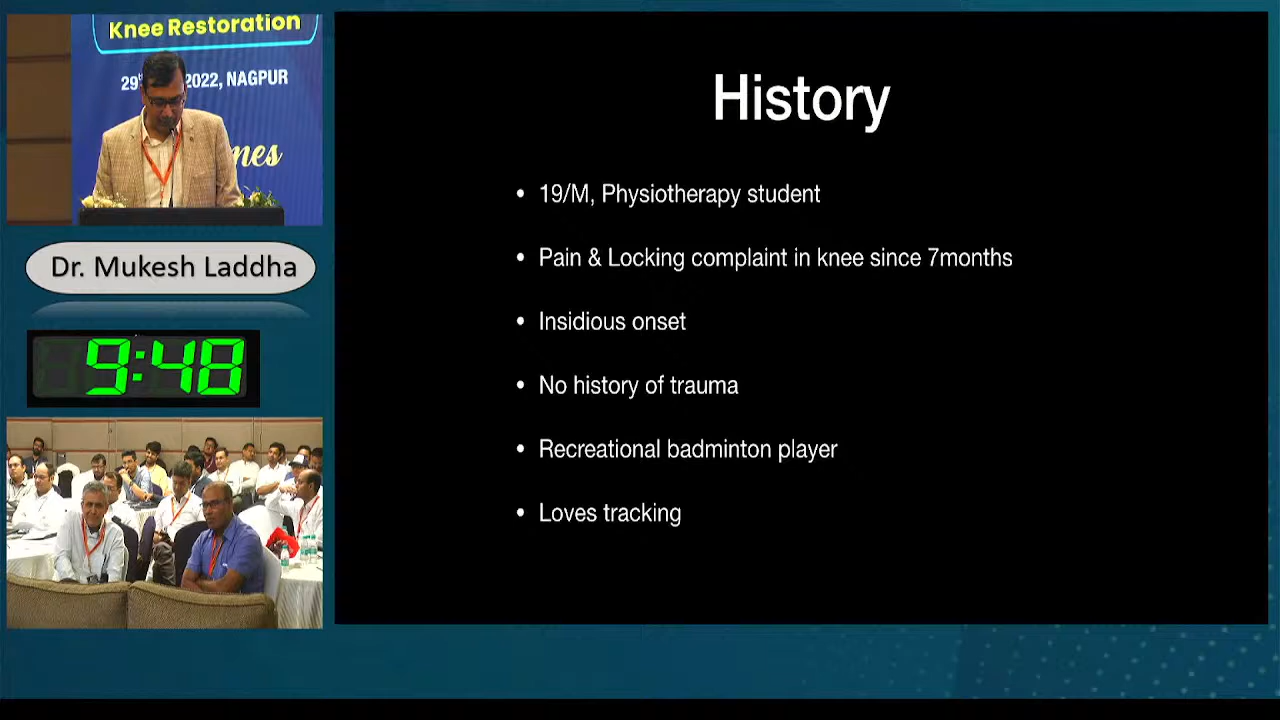 Knee Restoration
29
2022, NAGPUR
Dr. Mukesh Laddha
9:48
History
• 19/M, Physiotherapy student
• Pain & Locking complaint in knee since 7months
• Insidious onset
• No history of trauma
• Recreational badminton player
• Loves tracking